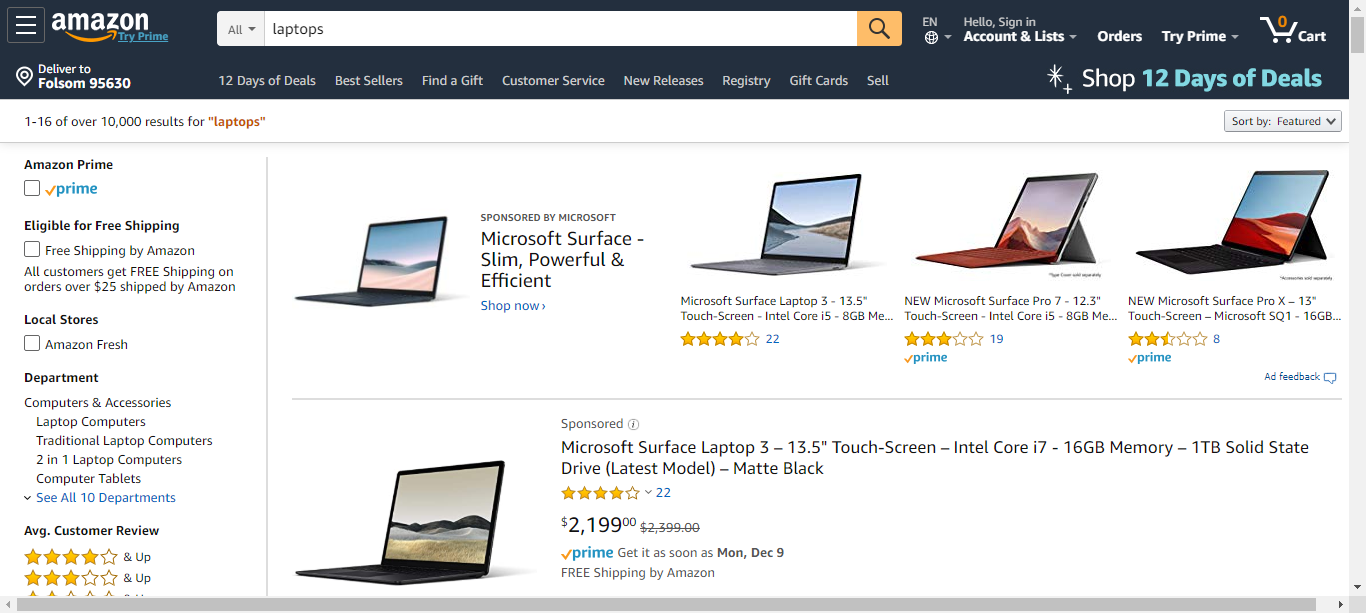 amazon
Try Prime
All
laptops
EN
Hello, Sign in
Account & Lists
Orders
Try Prime
0
Cart
Deliver to
Folsom 95630
12 Days of Deals
Best Sellers
Find a Gift
Customer Service
New Releases
Registry
Gift Cards
Sell
Shop 12 Days of Deals
1-16 of over 10,000 results for "laptops"
Sort by: Featured
Amazon Prime
prime
Eligible for Free Shipping
Free Shipping by Amazon
All customers get FREE Shipping on
orders over $25 shipped by Amazon
Local Stores
Amazon Fresh
Department
Computers & Accessories
Laptop Computers
Traditional Laptop Computers
2 in 1 Laptop Computers
Computer Tablets
See All 10 Departments
Avg. Customer Review
& Up
& Up
SPONSORED BY MICROSOFT
Microsoft Surface -
Slim, Powerful &
Efficient
Shop now ›
Microsoft Surface Laptop 3 - 13.5"
Touch-Screen - Intel Core i5 - 8GB Me...
22
*Type Cover sold separately
NEW Microsoft Surface Pro 7 - 12.3"
Touch-Screen - Intel Core i5 - 8GB Me...
19
prime
*Accessories sold separately
NEW Microsoft Surface Pro X – 13"
Touch-Screen – Microsoft SQ1 - 16GB...
8
prime
Ad feedback
Sponsored
Microsoft Surface Laptop 3 – 13.5" Touch-Screen – Intel Core i7 - 16GB Memory – 1TB Solid State
Drive (Latest Model) – Matte Black
22
$2,19900 $2,399.00
prime Get it as soon as Mon, Dec 9
FREE Shipping by Amazon